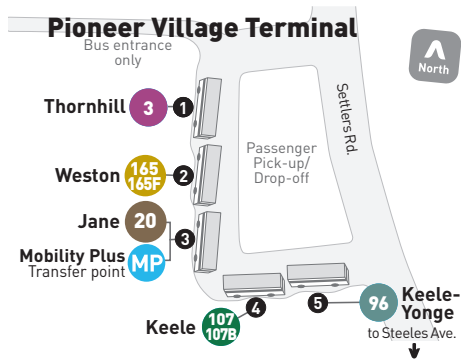 Pioneer Village Terminal
Bus entrance
only
North
Thornhill 3 1
Settlers Rd.
Passenger
Pick-up/
Drop-off
Weston 165 2
165F
Jane 20
3
Mobility Plus MP
Transfer point
Keele 107 4
107B
5 96 Keele-
Yonge
to Steeles Ave.